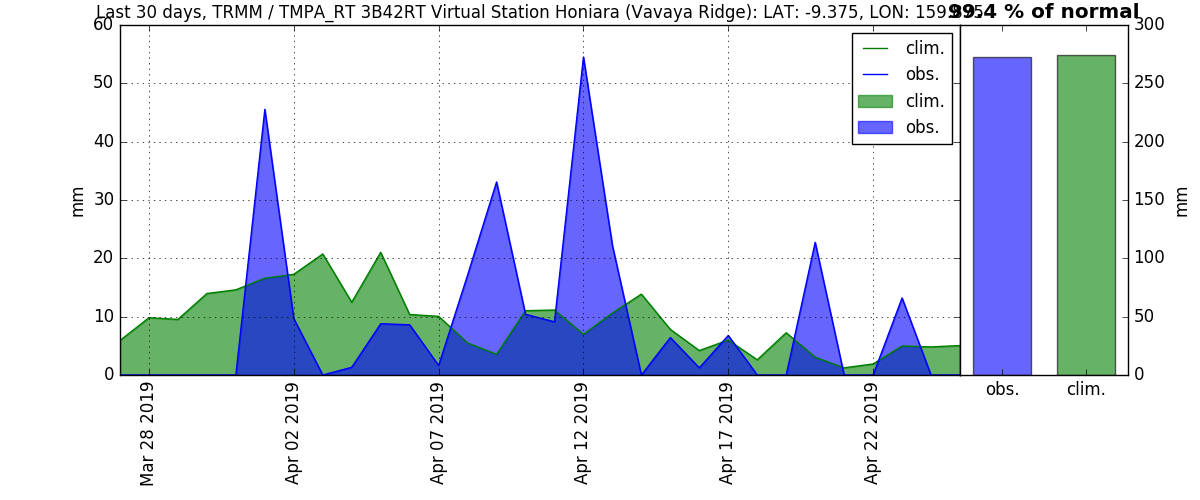 Last 30 days, TRMM / TMPA_RT 3B42RT Virtual Station Honiara (Vavaya Ridge): LAT: -9.375, LON:
99.4 % of normal
60
50
40
30
20
10
0
mm
Mar 28 2019
Apr 02 2019
Apr 07 2019
Apr 12 2019
Apr 17 2019
Apr 22 2019
clim.
obs.
clim.
obs.
300
250
200
150
100
50
0
mm
obs.
clim.